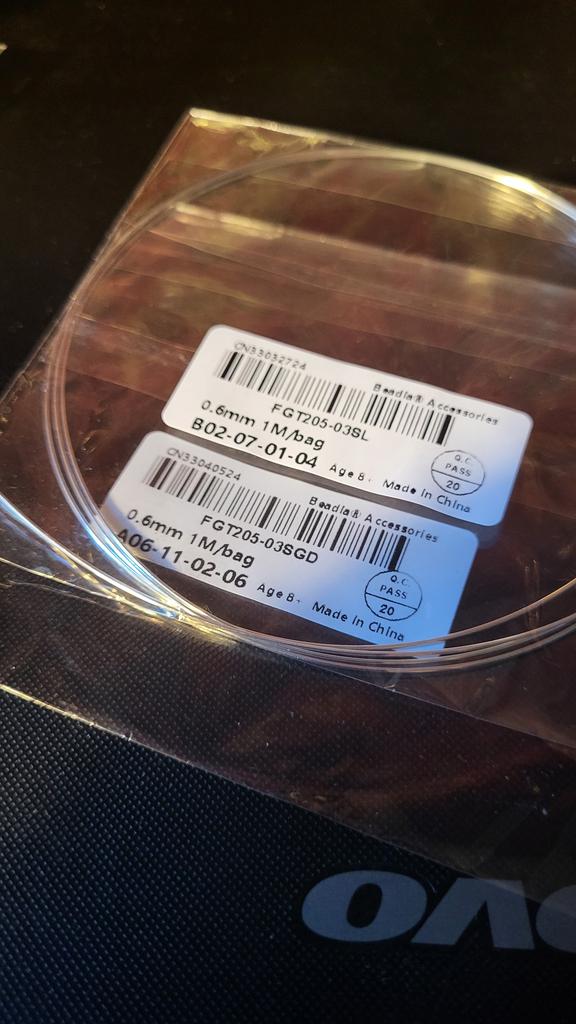 CN33032724
Beadia® Accessories
FGT205-03SL
0.6mm 1M/bag
B02-07-01-04
Age 8+ Made in China
Q.C.
PASS
20
CN33040524
Beadia® Accessories
FGT205-03SGD
0.6mm 1M/bag
A06-11-02-06
Age 8+ Made in China
Q.C.
PASS
20
OVO